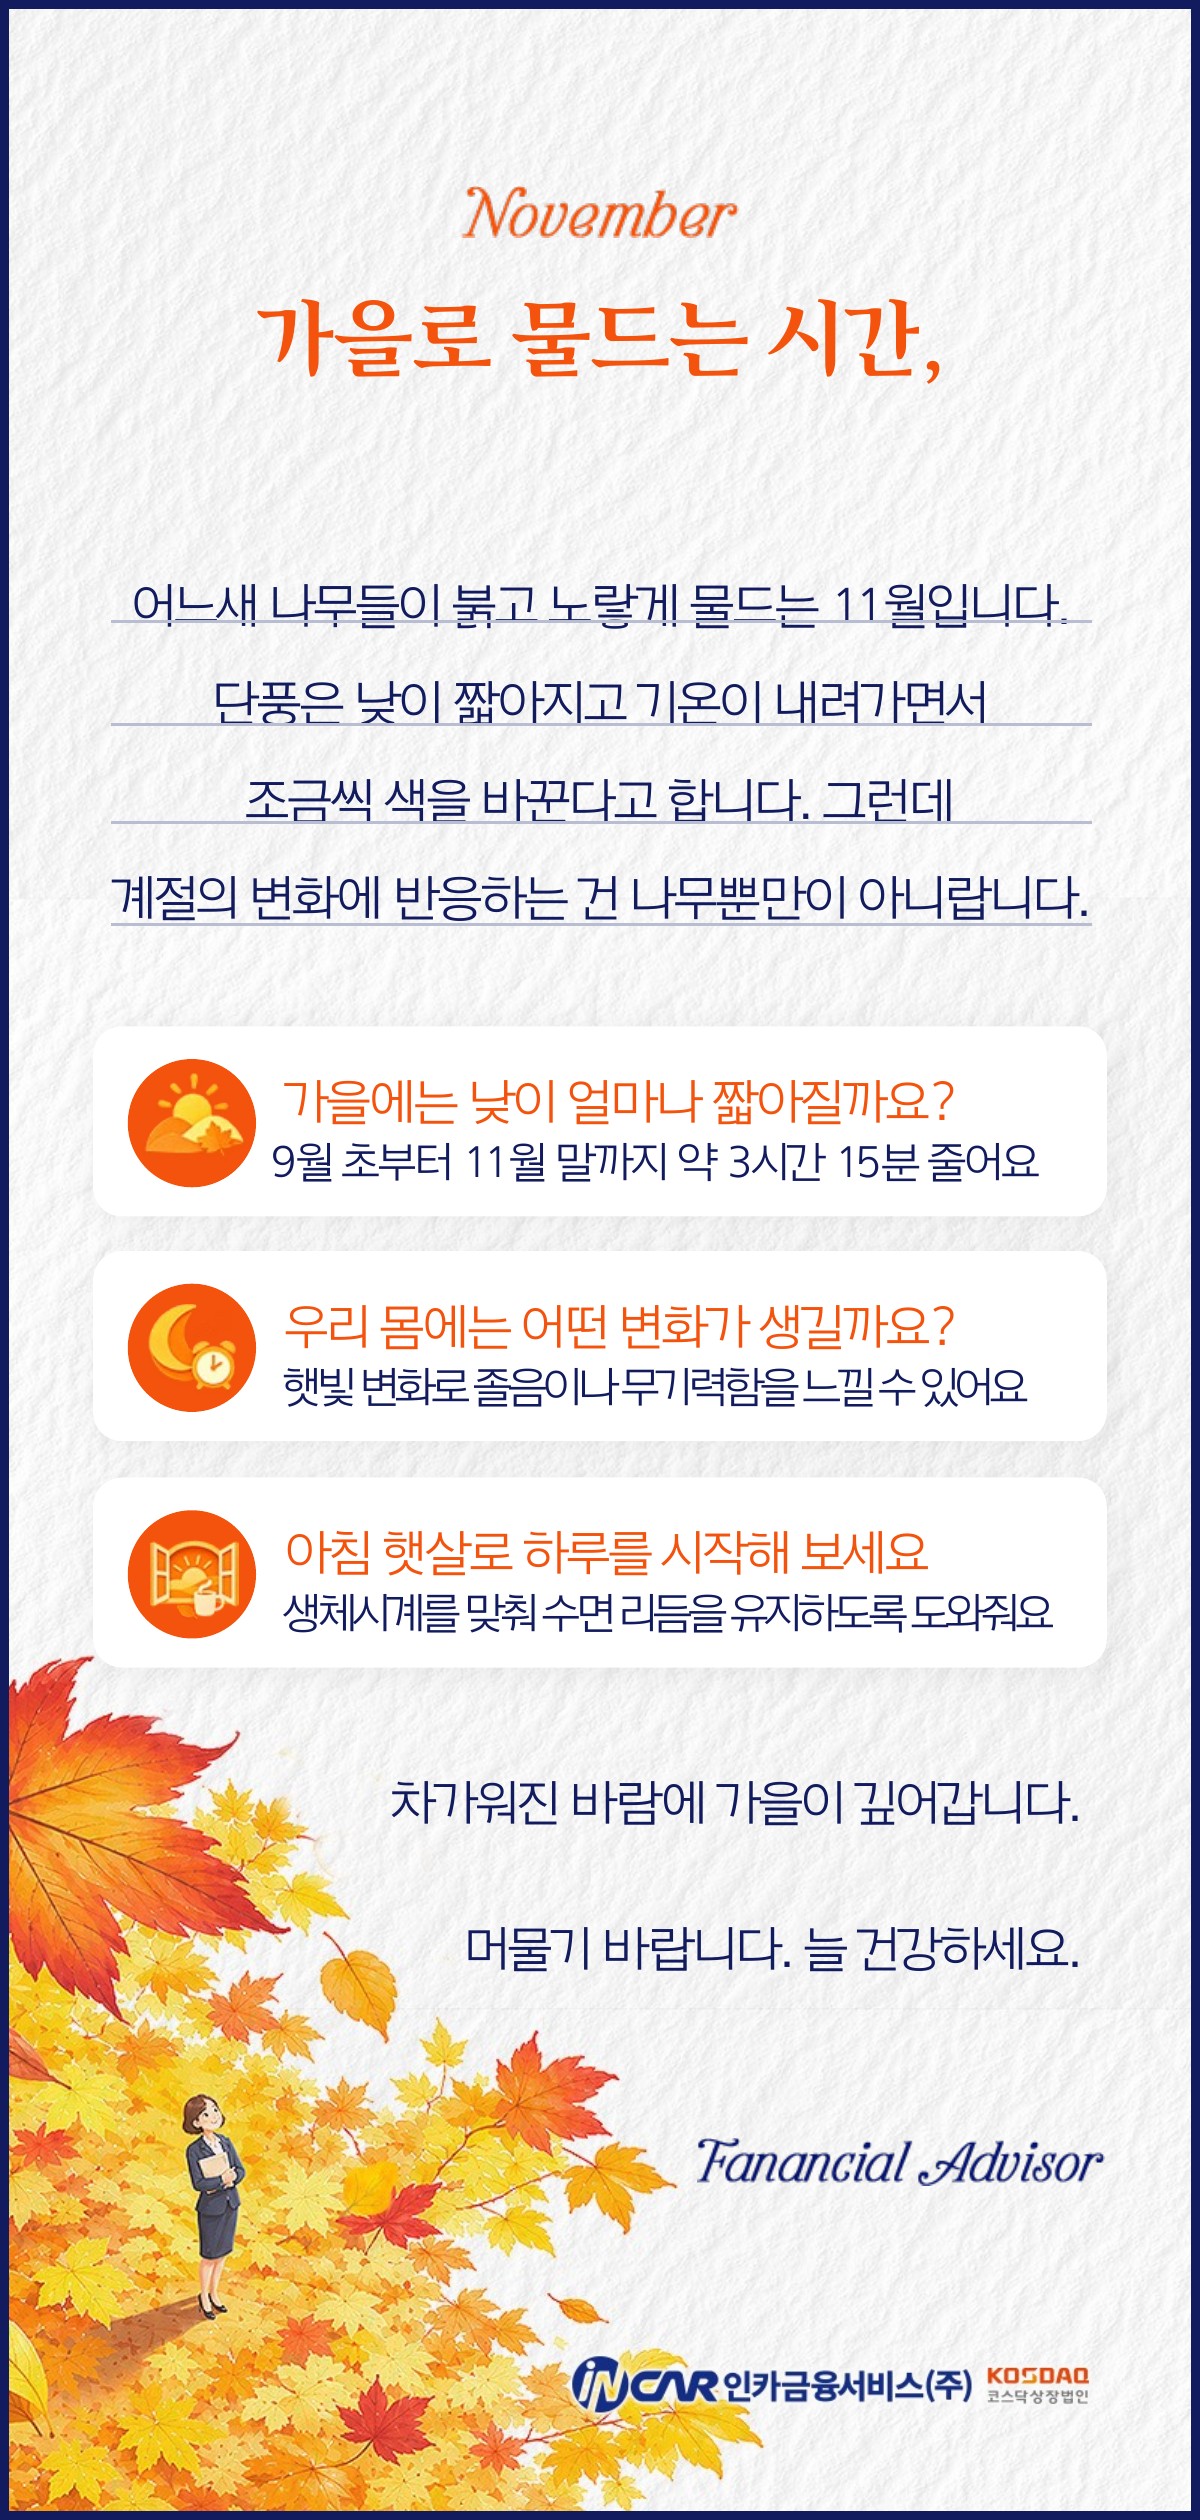 November
가을로 물드는 시간,
어느새 나무들이 붉고 노랗게 물드는 11월입니다.
단풍은 낮이 짧아지고 기온이 내려가면서
조금씩 색을 바꾼다고 합니다. 그런데
계절의 변화에 반응하는 건 나무뿐만이 아니랍니다.
가을에는 낮이 얼마나 짧아질까요?
9월 초부터 11월 말까지 약 3시간 15분 줄어요
우리 몸에는 어떤 변화가 생길까요?
햇빛 변화로 졸음이나 무기력함을 느낄 수 있어요
아침 햇살로 하루를 시작해 보세요
생체시계를 맞춰 수면 리듬을 유지하도록 도와줘요
차가워진 바람에 가을이 깊어갑니다.
머물기 바랍니다. 늘 건강하세요.
Fanancial Advisor
INCAR 인카금융서비스(주) KOSDAQ
코스닥상장법인